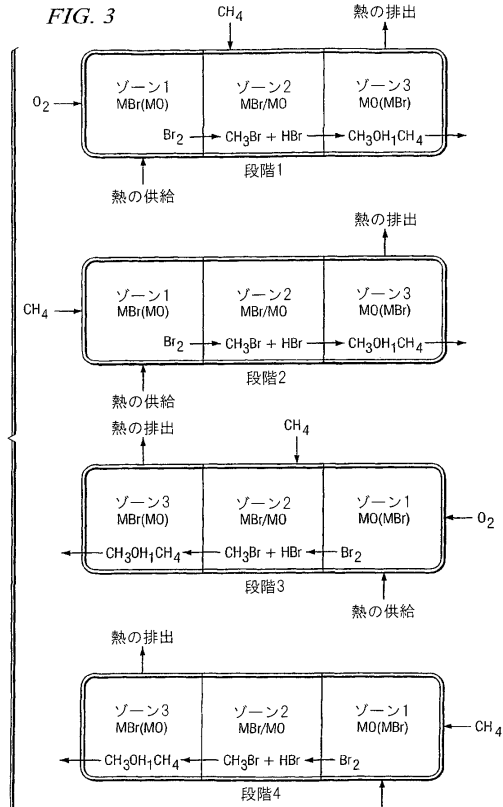 FIG. 3
CH4
熱の排出
O2
ゾーン1
MBr(MO)
ゾーン2
MBr/MO
ゾーン3
MO(MBr)
Br2
CH3Br + HBr
CH3OH1CH4
段階1
熱の供給
熱の排出
CH4
ゾーン1
MBr(MO)
ゾーン2
MBr/MO
ゾーン3
MO(MBr)
Br2
CH3Br + HBr
CH3OH1CH4
段階2
熱の供給
熱の排出
CH4
ゾーン3
MBr(MO)
ゾーン2
MBr/MO
ゾーン1
MO(MBr)
O2
CH3OH1CH4
CH3Br + HBr
Br2
段階3
熱の供給
熱の排出
ゾーン3
MBr(MO)
ゾーン2
MBr/MO
ゾーン1
MO(MBr)
CH4
CH3OH1CH4
CH3Br + HBr
Br2
段階4